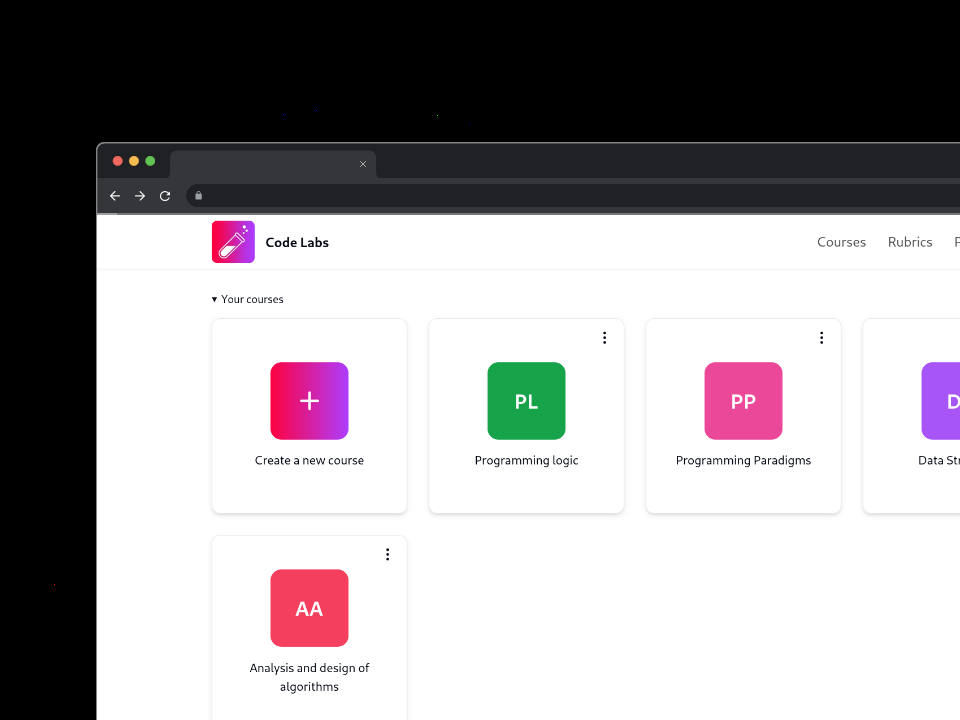 Code Labs
Courses Rubrics
▾ Your courses
Create a new course
PL
Programming logic
PP
Programming Paradigms
D
Data Str
AA
Analysis and design of
algorithms